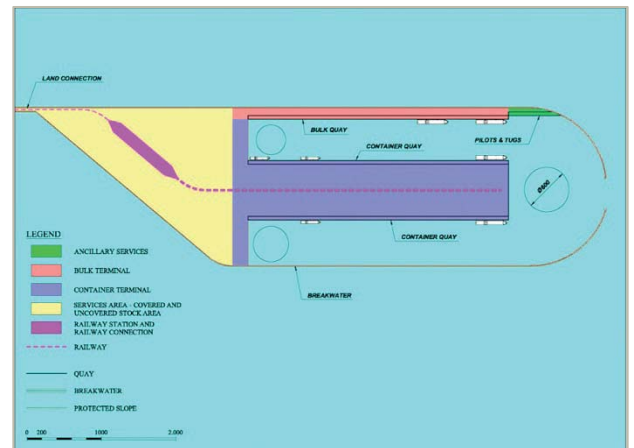 LAND CONNECTION
BULK QUAY
PILOTS & TUGS
CONTAINER QUAY
Ø600
CONTAINER QUAY
BREAKWATER
LEGEND
ANCILLARY SERVICES
BULK TERMINAL
CONTAINER TERMINAL
SERVICES AREA - COVERED AND
UNCOVERED STOCK AREA
RAILWAY STATION AND
RAILWAY CONNECTION
RAILWAY
QUAY
BREAKWATER
PROTECTED SLOPE
0 200 1000 2.000